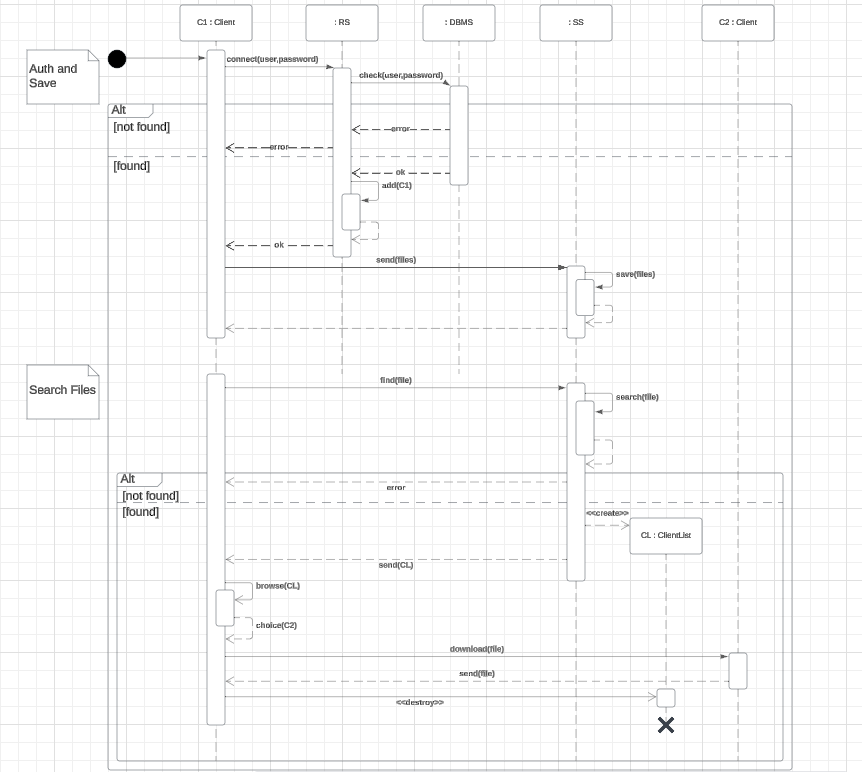 C1 : Client
: RS
: DBMS
: SS
C2 : Client
Auth and
Save
connect(user,password)
check(user,password)
Alt
[not found]
error
error
[found]
ok
add(C1)
ok
send(files)
save(files)
Search Files
find(file)
search(file)
Alt
[not found]
error
[found]
<<create>>
CL : ClientList
send(CL)
browse(CL)
choice(C2)
download(file)
send(file)
<<destroy>>